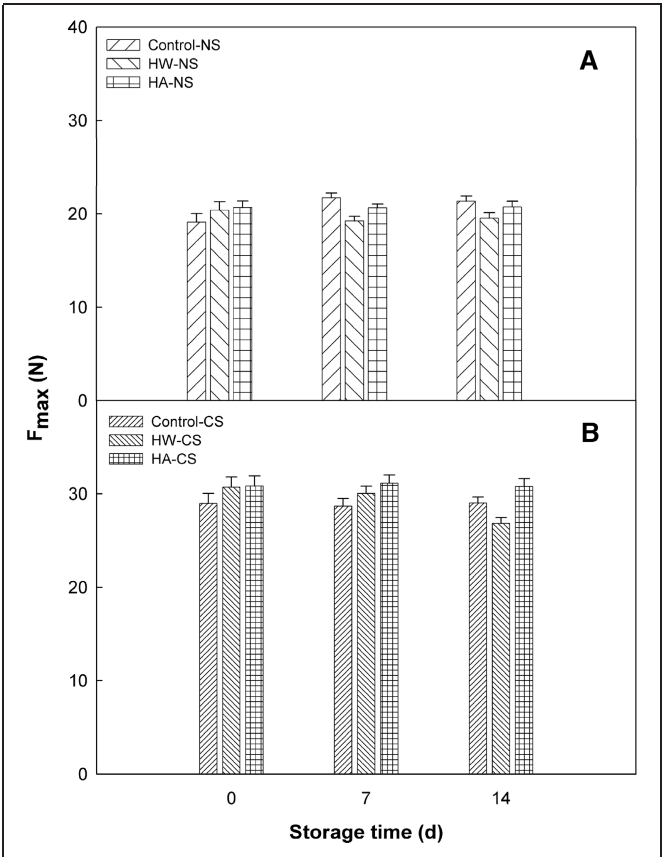 A
Control-NS
HW-NS
HA-NS
40
30
20
10
0
Fmax (N)
B
Control-CS
HW-CS
HA-CS
30
20
10
0
0 7 14
Storage time (d)